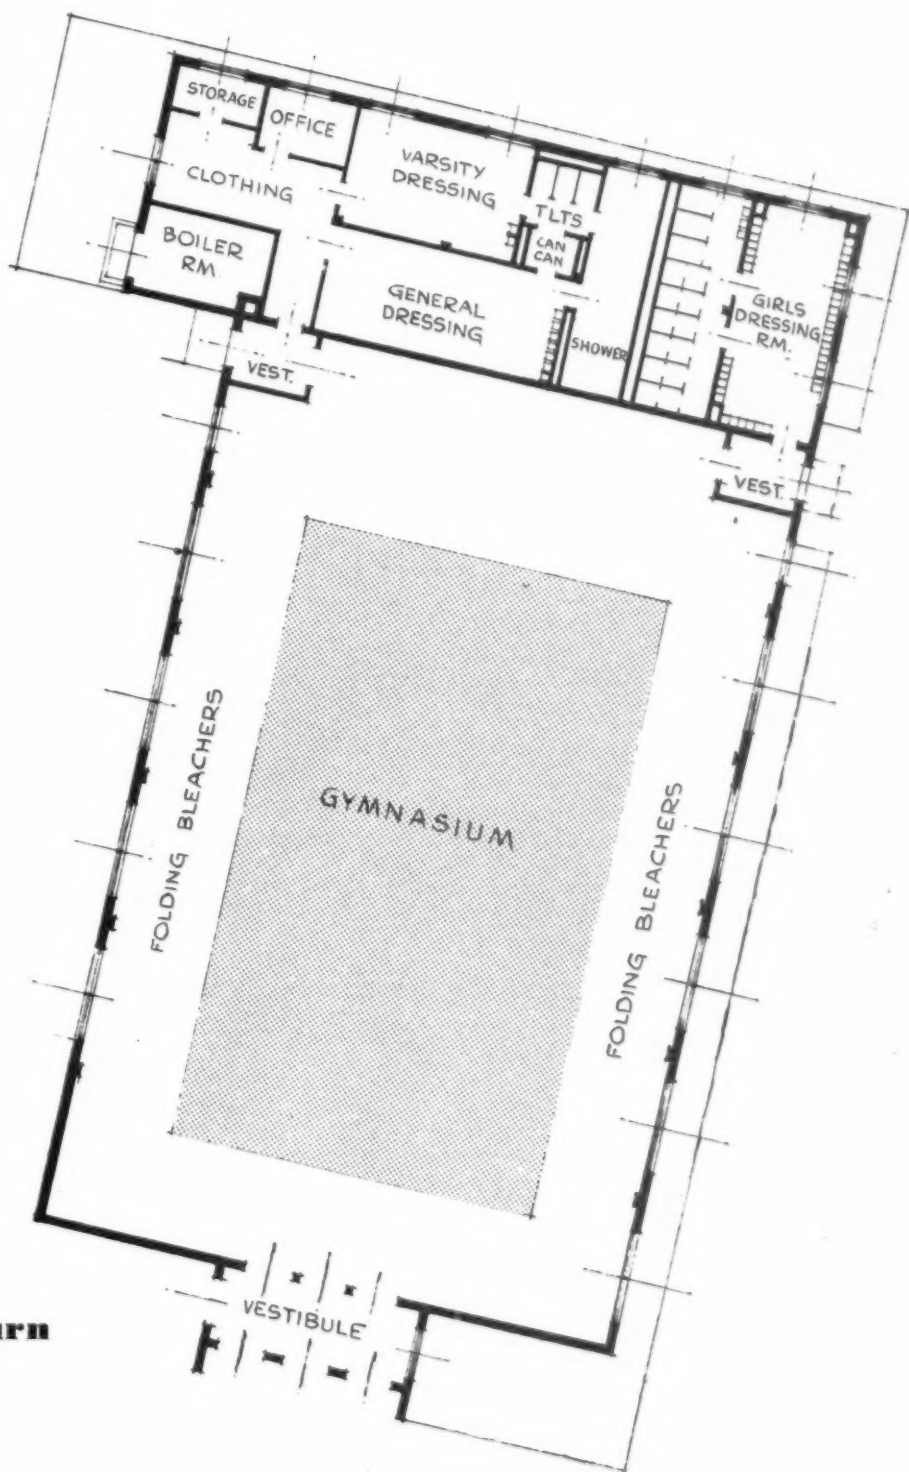 STORAGE
OFFICE
CLOTHING
VARSITY
DRESSING
TLTS
CAN
CAN
BOILER
RM.
GENERAL
DRESSING
SHOWER
GIRLS
DRESSING
RM.
VEST.
VEST.
FOLDING BLEACHERS
GYMNASIUM
FOLDING BLEACHERS
VESTIBULE
urn